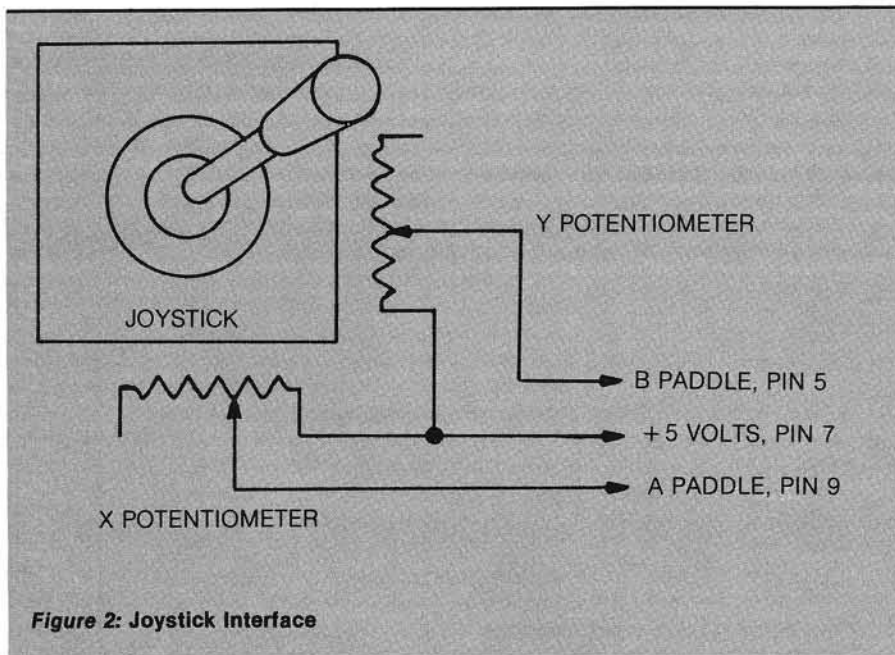 JOYSTICK
Y POTENTIOMETER
B PADDLE, PIN 5
+5 VOLTS, PIN 7
A PADDLE, PIN 9
X POTENTIOMETER
Figure 2: Joystick Interface